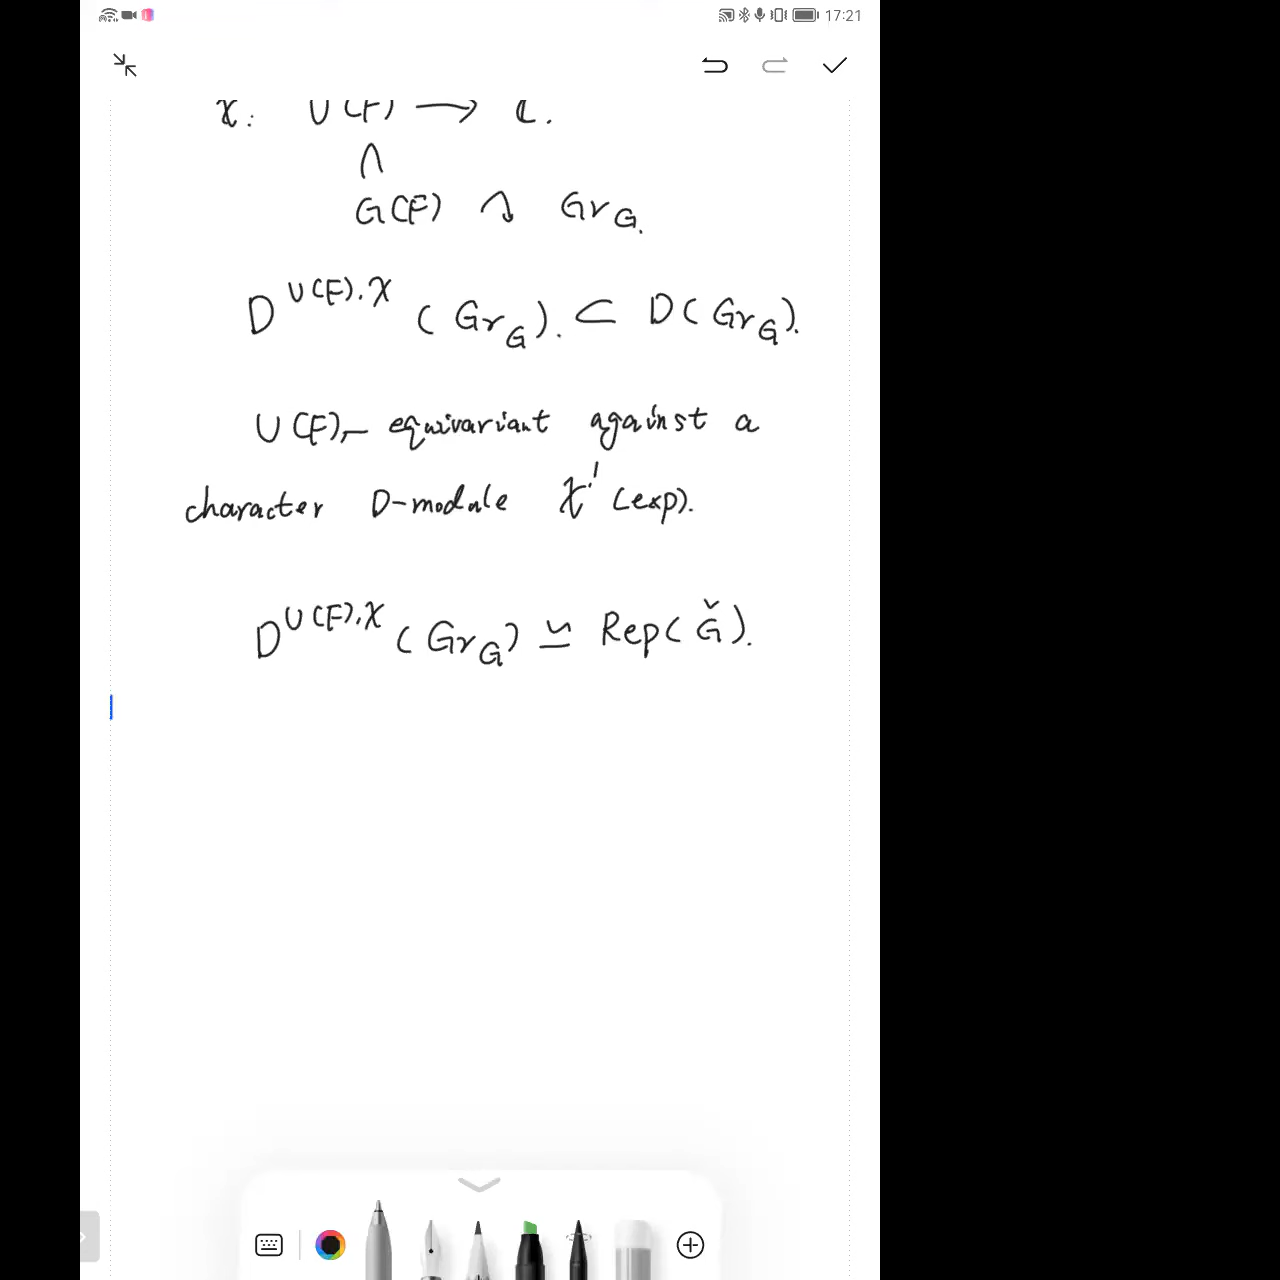 17:21
χ: U(F) ⟶ ℂ.
∩
G(F) ↷ Gr_G.
D^{U(F),χ} (Gr_G). ⊂ D(Gr_G).
U(F)- equivariant against a
character D-module χ^! (exp).
D^{U(F),χ} (Gr_G) ≃ Rep(Ǧ).